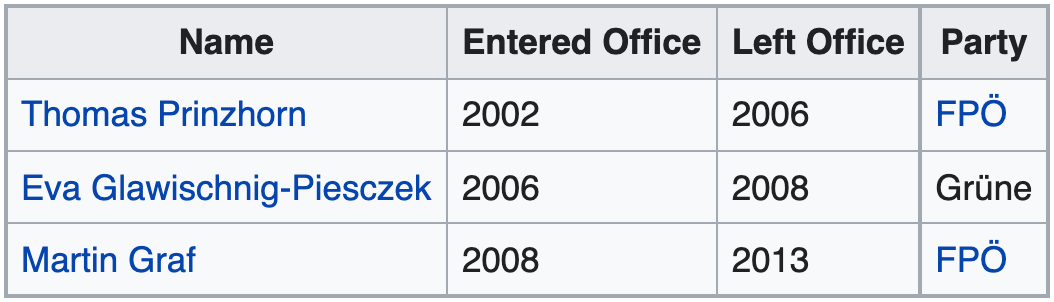 Name Entered Office Left Office Party
Thomas Prinzhorn 2002 2006 FPÖ
Eva Glawischnig-Piesczek 2006 2008 Grüne
Martin Graf 2008 2013 FPÖ